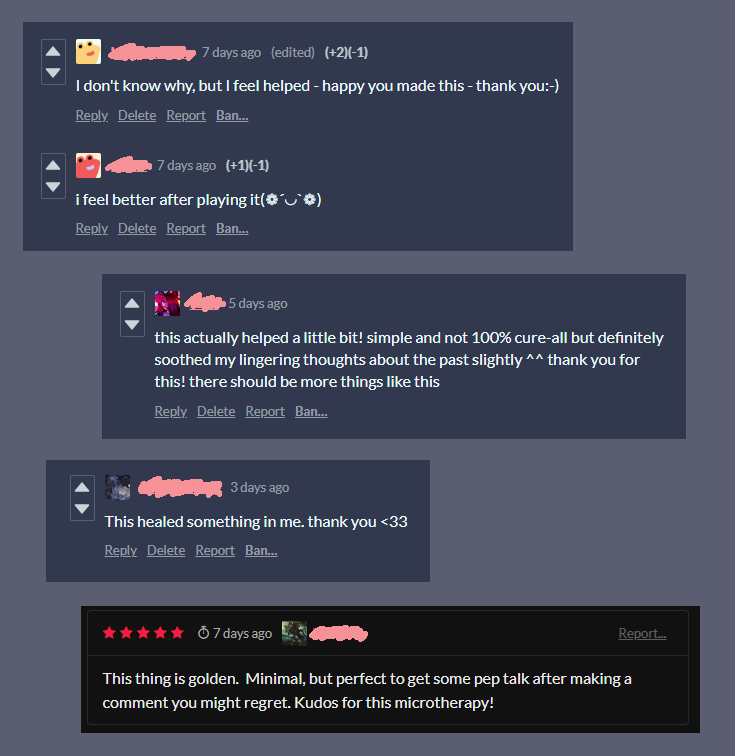 7 days ago (edited) (+2)(-1)
I don't know why, but I feel helped - happy you made this - thank you:-)
Reply Delete Report Ban...
7 days ago (+1)(-1)
i feel better after playing it(❁´◡`❁)
Reply Delete Report Ban...
5 days ago
this actually helped a little bit! simple and not 100% cure-all but definitely
soothed my lingering thoughts about the past slightly ^^ thank you for
this! there should be more things like this
Reply Delete Report Ban...
3 days ago
This healed something in me. thank you <33
Reply Delete Report Ban...
7 days ago Report...
This thing is golden.  Minimal, but perfect to get some pep talk after making a
comment you might regret. Kudos for this microtherapy!